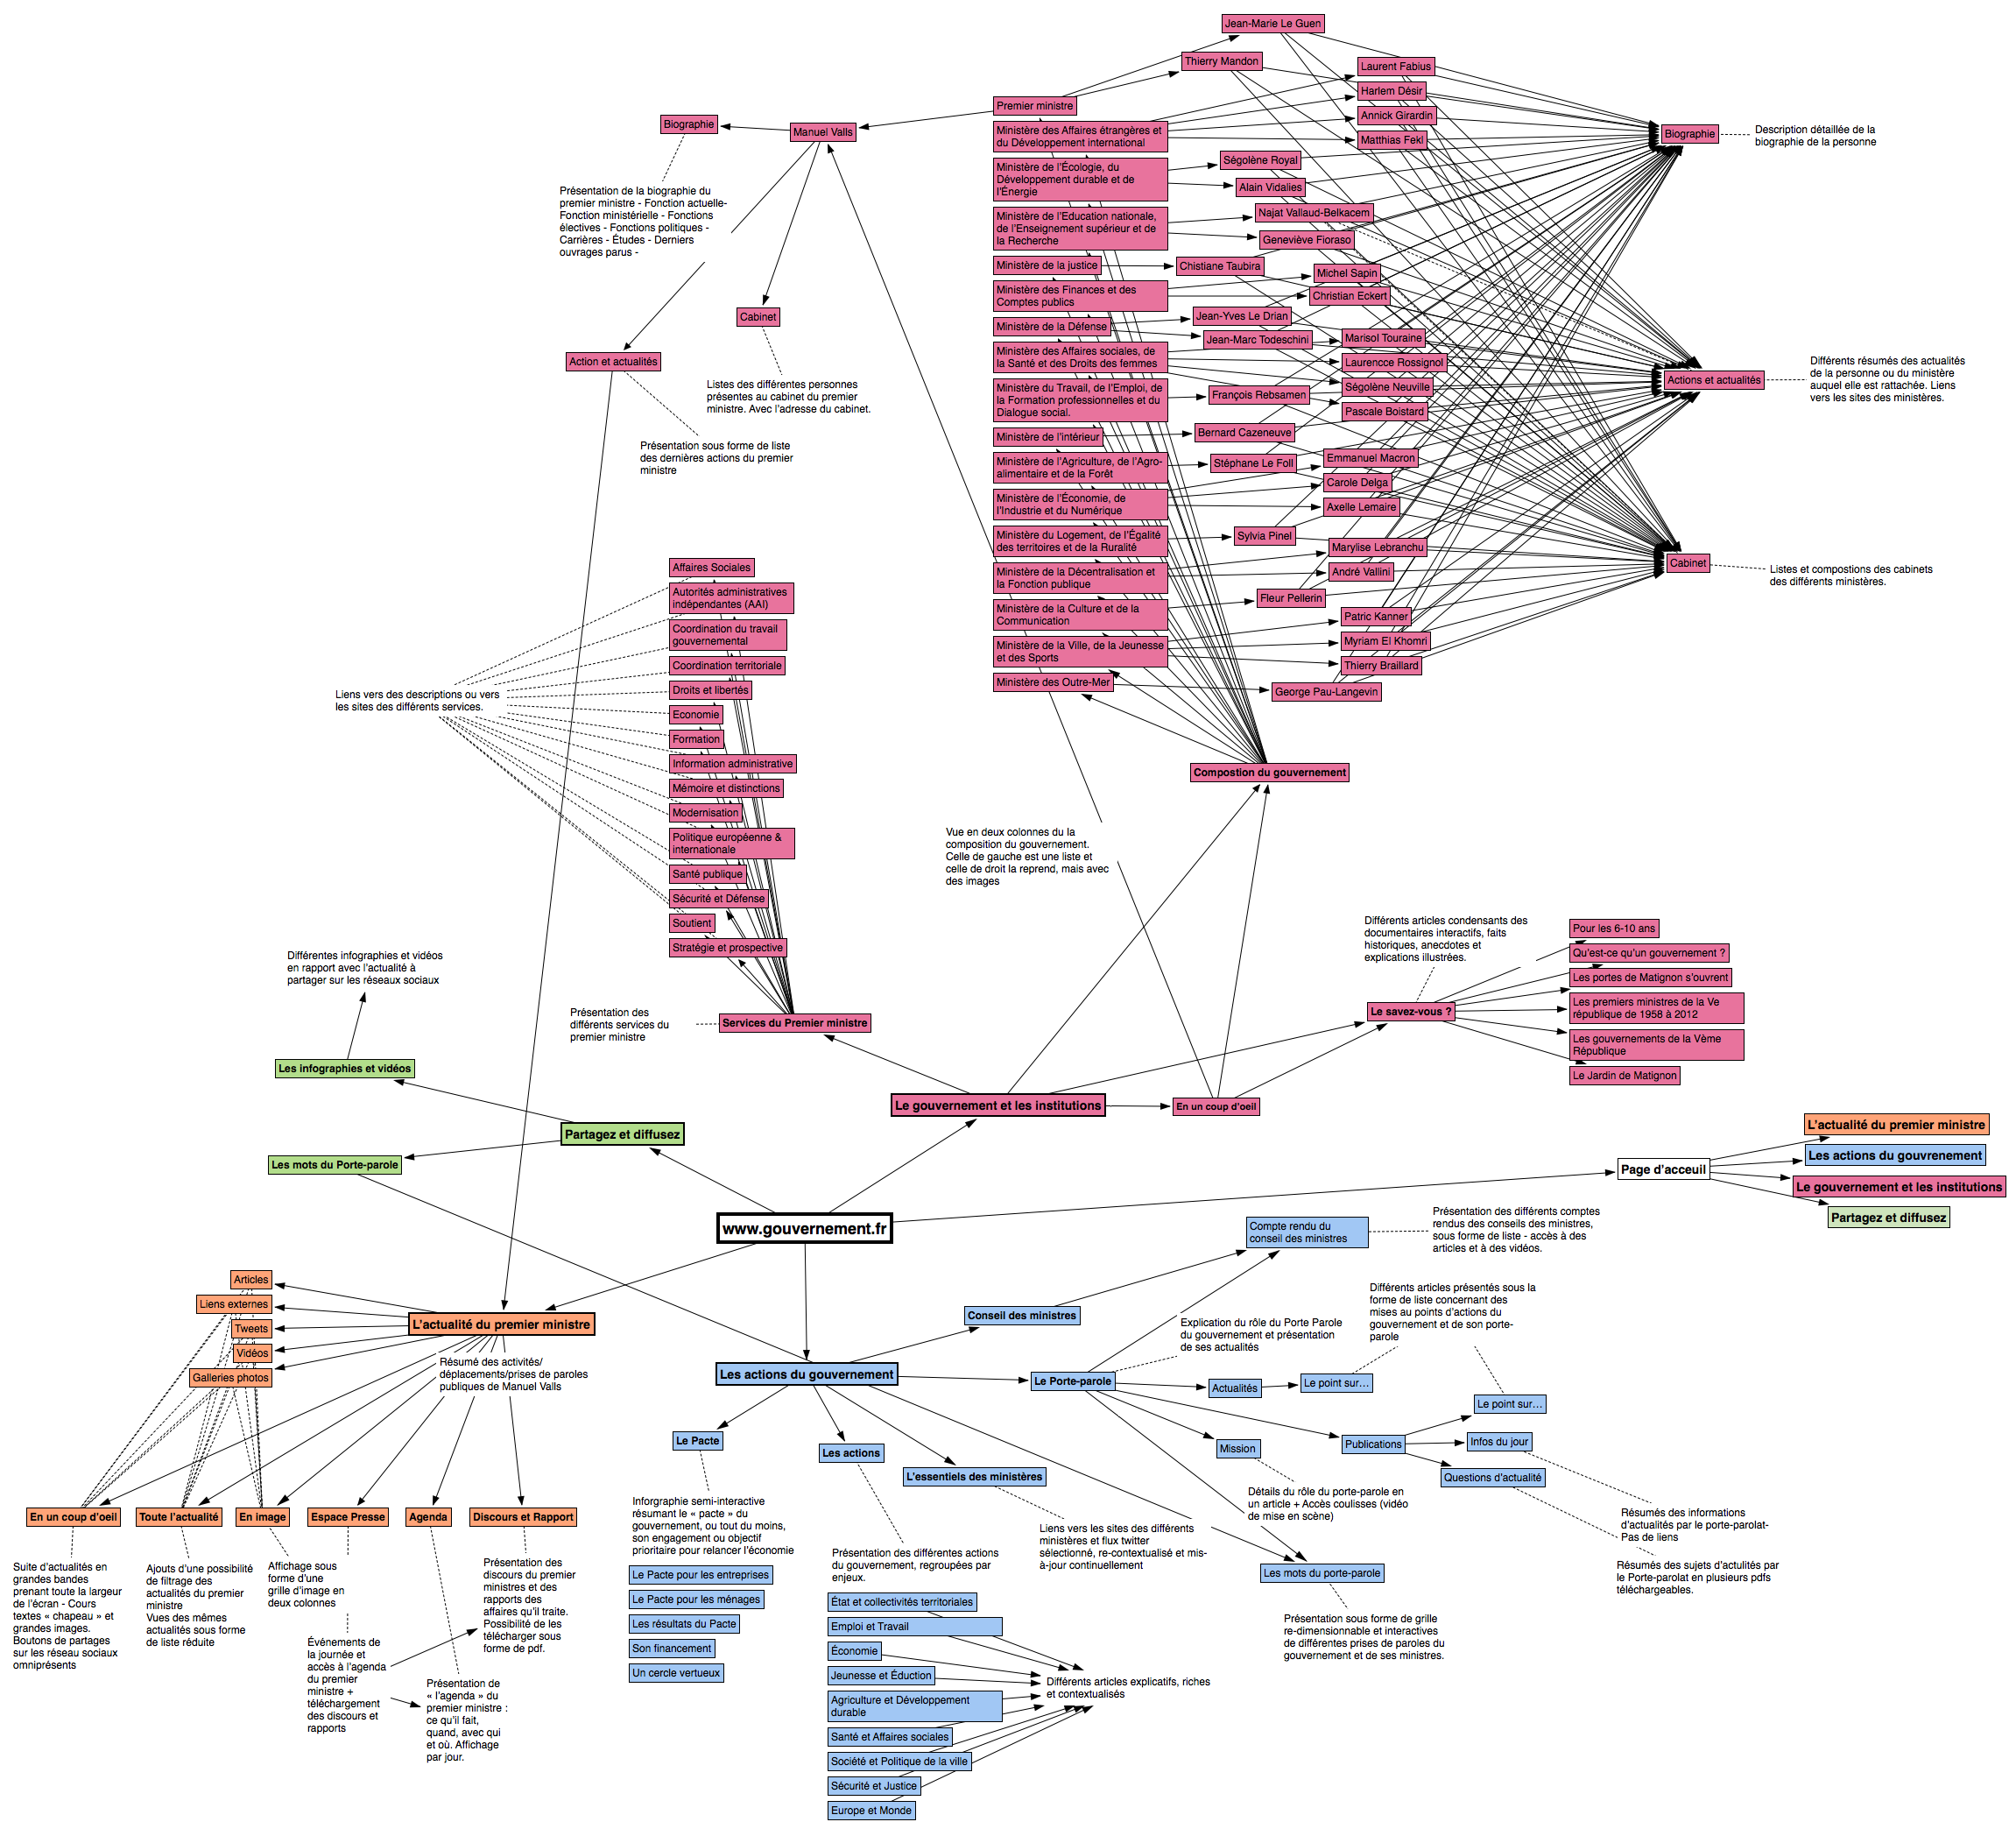 Jean-Marie Le Guen
Thierry Mandon
Laurent Fabius
Harlem Désir
Annick Girardin
Matthias Fekl
Premier ministre
Manuel Valls
Biographie
Ministère des Affaires étrangères et
du Développement international
Biographie
Description détaillée de la
biographie de la personne
Ministère de l'Écologie, du
Développement durable et de
l'Énergie
Ségolène Royal
Alain Vidalies
Présentation de la biographie du
premier ministre - Fonction actuelle-
Fonction ministérielle - Fonctions
électives - Fonctions politiques -
Carrières - Études - Derniers
ouvrages parus -
Ministère de l'Education nationale,
de l'Enseignement supérieur et de
la Recherche
Najat Vallaud-Belkacem
Geneviève Fioraso
Ministère de la justice
Chistiane Taubira
Ministère des Finances et des
Comptes publics
Michel Sapin
Christian Eckert
Cabinet
Ministère de la Défense
Jean-Yves Le Drian
Jean-Marc Todeschini
Action et actualités
Ministère des Affaires sociales, de
la Santé et des Droits des femmes
Marisol Touraine
Laurencce Rossignol
Ségolène Neuville
Pascale Boistard
Actions et actualités
Différents résumés des actualités
de la personne ou du ministère
auquel elle est rattachée. Liens
vers les sites des ministères.
Listes des différentes personnes
présentes au cabinet du premier
ministre. Avec l'adresse du cabinet.
Ministère du Travail, de l'Emploi, de
la Formation professionnelles et du
Dialogue social.
François Rebsamen
Présentation sous forme de liste
des dernières actions du premier
ministre
Ministère de l'intérieur
Bernard Cazeneuve
Ministère de l'Agriculture, de l'Agro-
alimentaire et de la Forêt
Stéphane Le Foll
Ministère de l'Économie, de
l'Industrie et du Numérique
Emmanuel Macron
Carole Delga
Axelle Lemaire
Ministère du Logement, de l'Égalité
des territoires et de la Ruralité
Sylvia Pinel
Ministère de la Décentralisation et
la Fonction publique
Marylise Lebranchu
André Vallini
Cabinet
Listes et compostions des cabinets
des différents ministères.
Ministère de la Culture et de la
Communication
Fleur Pellerin
Ministère de la Ville, de la Jeunesse
et des Sports
Patric Kanner
Myriam El Khomri
Thierry Braillard
Ministère des Outre-Mer
George Pau-Langevin
Compostion du gouvernement
Affaires Sociales
Autorités administratives
indépendantes (AAI)
Coordination du travail
gouvernemental
Coordination territoriale
Droits et libertés
Economie
Formation
Information administrative
Mémoire et distinctions
Modernisation
Politique européenne &
internationale
Santé publique
Sécurité et Défense
Soutient
Stratégie et prospective
Liens vers des descriptions ou vers
les sites des différents services.
Vue en deux colonnes du la
composition du gouvernement.
Celle de gauche est une liste et
celle de droit la reprend, mais avec
des images
Présentation des
différents services du
premier ministre
Services du Premier ministre
Différents articles condensants des
documentaires interactif, faits
historiques, anecdotes et
explications illustrées.
Le savez-vous ?
Pour les 6-10 ans
Qu'est-ce qu'un gouvernement ?
Les portes de Matignon s'ouvrent
Les premiers ministres de la Ve
république de 1958 à 2012
Les gouvernements de la Vème
République
Le Jardin de Matignon
Différentes infographies et vidéos
en rapport avec l'actualité à
partager sur les réseaux sociaux
Les infographies et vidéos
Partagez et diffusez
Les mots du Porte-parole
Le gouvernement et les institutions
En un coup d'oeil
www.gouvernement.fr
Page d'acceuil
L'actualité du premier ministre
Les actions du gouvrenement
Le gouvernement et les institutions
Partagez et diffusez
Articles
Liens externes
Tweets
Vidéos
Galleries photos
L'actualité du premier ministre
Résumé des activités/
déplacements/prises de paroles
publiques de Manuel Valls
En un coup d'oeil
Toute l'actualité
En image
Espace Presse
Agenda
Discours et Rapport
Suite d'actualités en
grandes bandes
prenant toute la largeur
de l'écran - Cours
textes « chapeau » et
grandes images.
Boutons de partages
sur les réseau sociaux
omniprésents
Ajouts d'une possibilité
de filtrage des
actualités du premier
ministre
Vues des mêmes
actualités sous forme
de liste réduite
Affichage sous
forme d'une
grille d'image en
deux colonnes
Événements de
la journée et
accès à l'agenda
du premier
ministre +
téléchargement
des discours et
rapports
Présentation de
« l'agenda » du
premier ministre :
ce qu'il fait,
quand, avec qui
et où. Affichage
par jour.
Présentation des
discours du premier
ministres et des
rapports des
affaires qu'il traite.
Possibilité de les
télécharger sous
forme de pdf.
Les actions du gouvernement
Le Pacte
Inforgraphie semi-interactive
résumant le « pacte » du
gouvernement, ou tout du moins,
son engagement ou objectif
prioritaire pour relancer l'économie
Le Pacte pour les entreprises
Le Pacte pour les ménages
Les résultats du Pacte
Son financement
Un cercle vertueux
Les actions
Présentation des différentes actions
du guvernement, regroupées par
enjeux.
État et collectivités territoriales
Emploi et Travail
Économie
Jeunesse et Éduction
Agriculture et Développement
durable
Santé et Affaires sociales
Société et Politique de la ville
Sécurité et Justice
Europe et Monde
Différents articles explicatifs, riches
et contextualisés
L'essentiels des ministères
Liens vers les sites des différents
ministères et flux twitter
sélectionné, re-contextualisé et mis-
à-jour continuellement
Conseil des ministres
Compte rendu du
conseil des ministres
Présentation des différents comptes
rendus des conseils des ministres,
sous forme de liste - accès à des
articles et à des vidéos.
Le Porte-parole
Explication du rôle du Porte Parole
du gouvernement et présentation
de ses actualités
Différents articles présentés sous la
forme de liste concernant des
mises au points d'actions du
gouvernement et de son porte-
parole
Actualités
Le point sur…
Mission
Détails du rôle du porte-parole en
un article + Accès coulisses (vidéo
de mise en scène)
Publications
Le point sur…
Infos du jour
Questions d'actualité
Résumés des informations
d'actualités par le porte-parolat-
Pas de liens
Résumés des sujets d'actulités par
le Porte-parolat en plusieurs pdfs
téléchargeables.
Les mots du porte-parole
Présentation sous forme de grille
re-dimensionnable et interactives
de différentes prises de paroles du
gouvernement et de ses ministres.